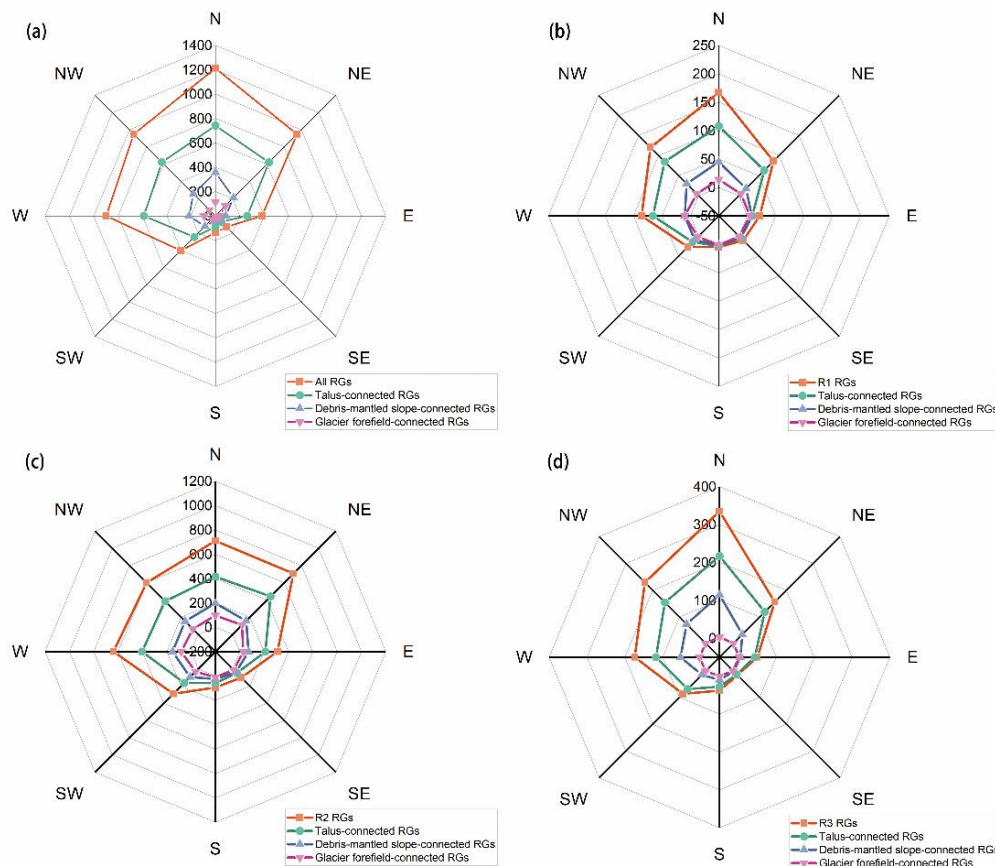 (a)
N
NW
NE
1400
1200
1000
800
600
400
200
W
E
SW
SE
S
All RGs
Talus-connected RGs
Debris-mantled slope-connected RGs
Glacier forefield-connected RGs
(b)
N
NW
NE
250
200
150
100
50
0
-50
W
E
SW
SE
S
R1 RGs
Talus-connected RGs
Debris-mantled slope-connected RGs
Glacier forefield-connected RGs
(c)
N
NW
NE
1200
1000
800
600
400
200
0
-200
W
E
SW
SE
S
R2 RGs
Talus-connected RGs
Debris-mantled slope-connected RGs
Glacier forefield-connected RGs
(d)
N
NW
NE
400
300
200
100
0
W
E
SW
SE
S
R3 RGs
Talus-connected RGs
Debris-mantled slope-connected RGs
Glacier forefield-connected RGs